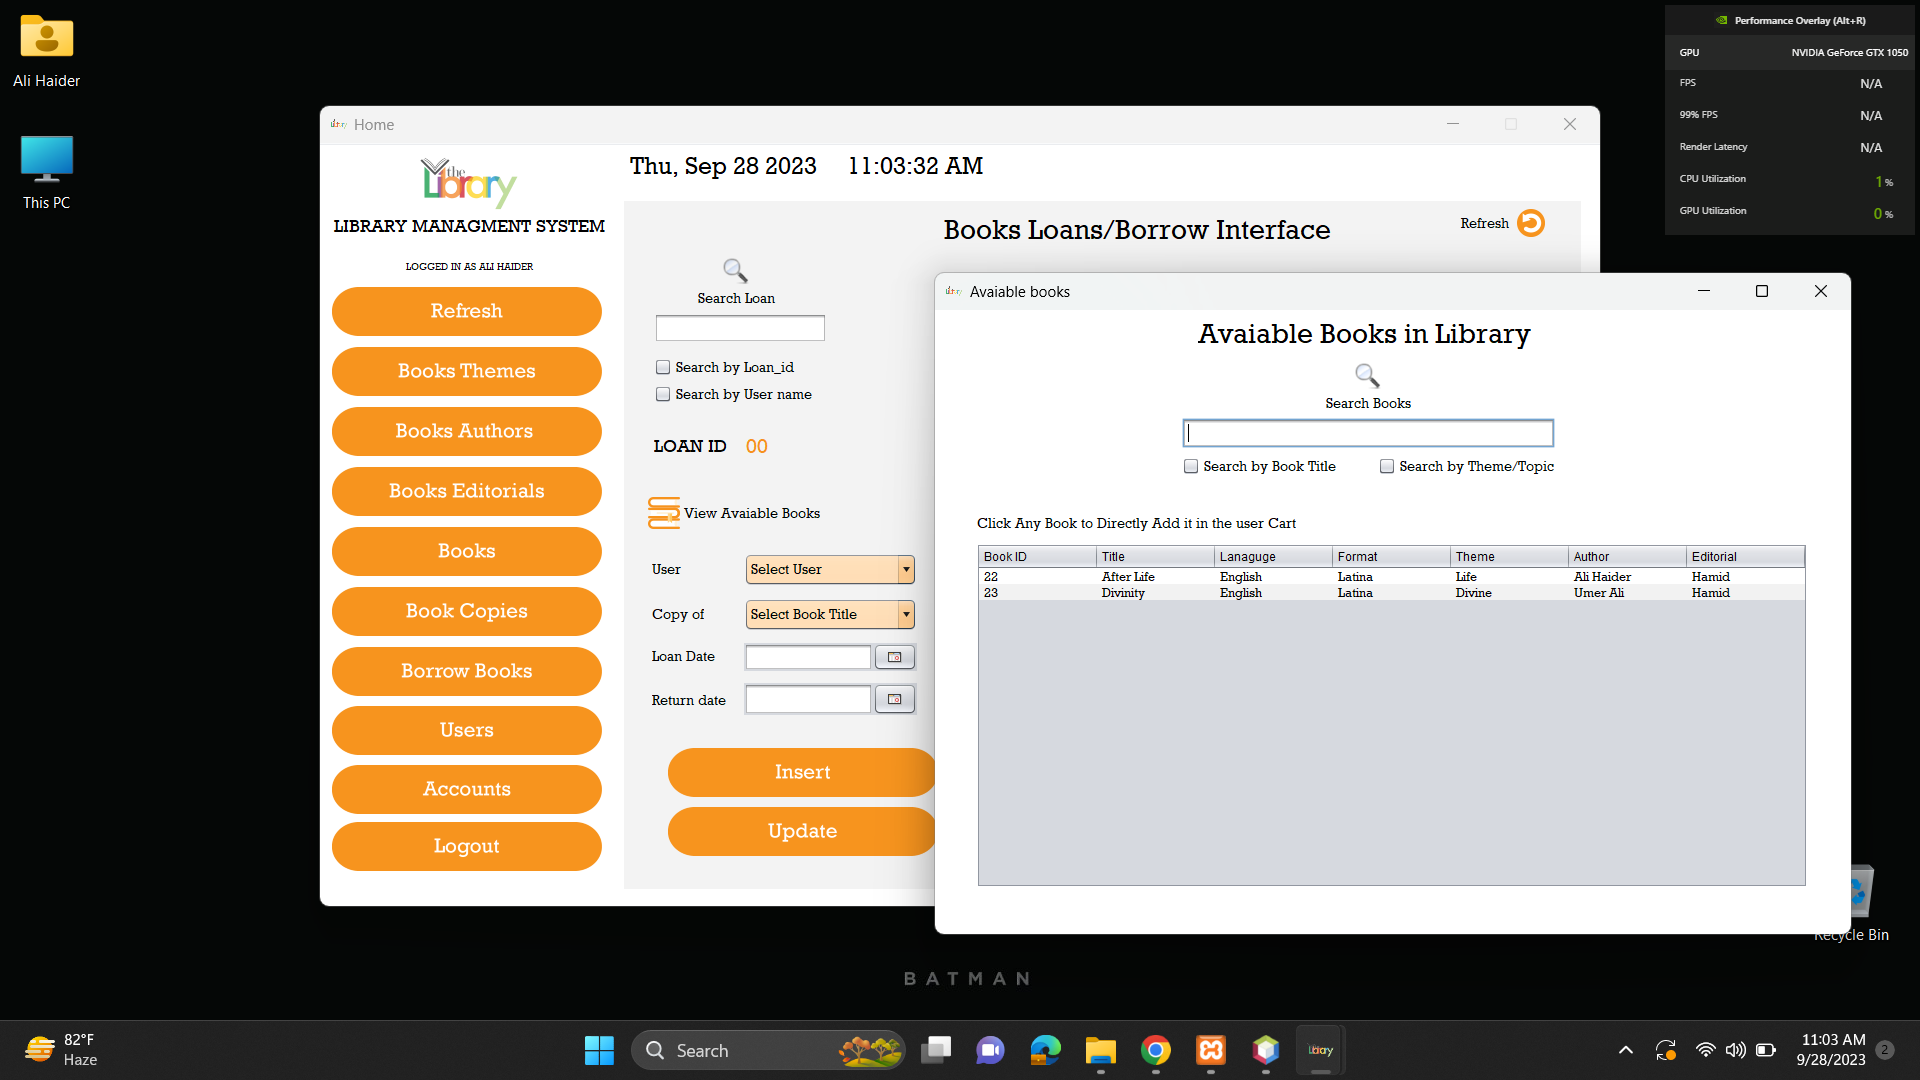 Ali Haider
This PC
Performance Overlay (Alt+R)
GPU NVIDIA GeForce GTX 1050
FPS N/A
99% FPS N/A
Render Latency N/A
CPU Utilization 1 %
GPU Utilization 0 %
Home
the Library
LIBRARY MANAGMENT SYSTEM
LOGGED IN AS ALI HAIDER
Refresh
Books Themes
Books Authors
Books Editorials
Books
Book Copies
Borrow Books
Users
Accounts
Logout
Thu, Sep 28 2023 11:03:32 AM
Books Loans/Borrow Interface
Refresh
Search Loan
Search by Loan_id
Search by User name
LOAN ID 00
View Avaiable Books
User Select User
Copy of Select Book Title
Loan Date
Return date
Insert
Update
Avaiable books
Avaiable Books in Library
Search Books
Search by Book Title Search by Theme/Topic
Click Any Book to Directly Add it in the user Cart
Book ID Title Lanaguge Format Theme Author Editorial
22 After Life English Latina Life Ali Haider Hamid
23 Divinity English Latina Divine Umer Ali Hamid
Recycle Bin
BATMAN
82°F
Haze
Search
Library
11:03 AM
9/28/2023
2